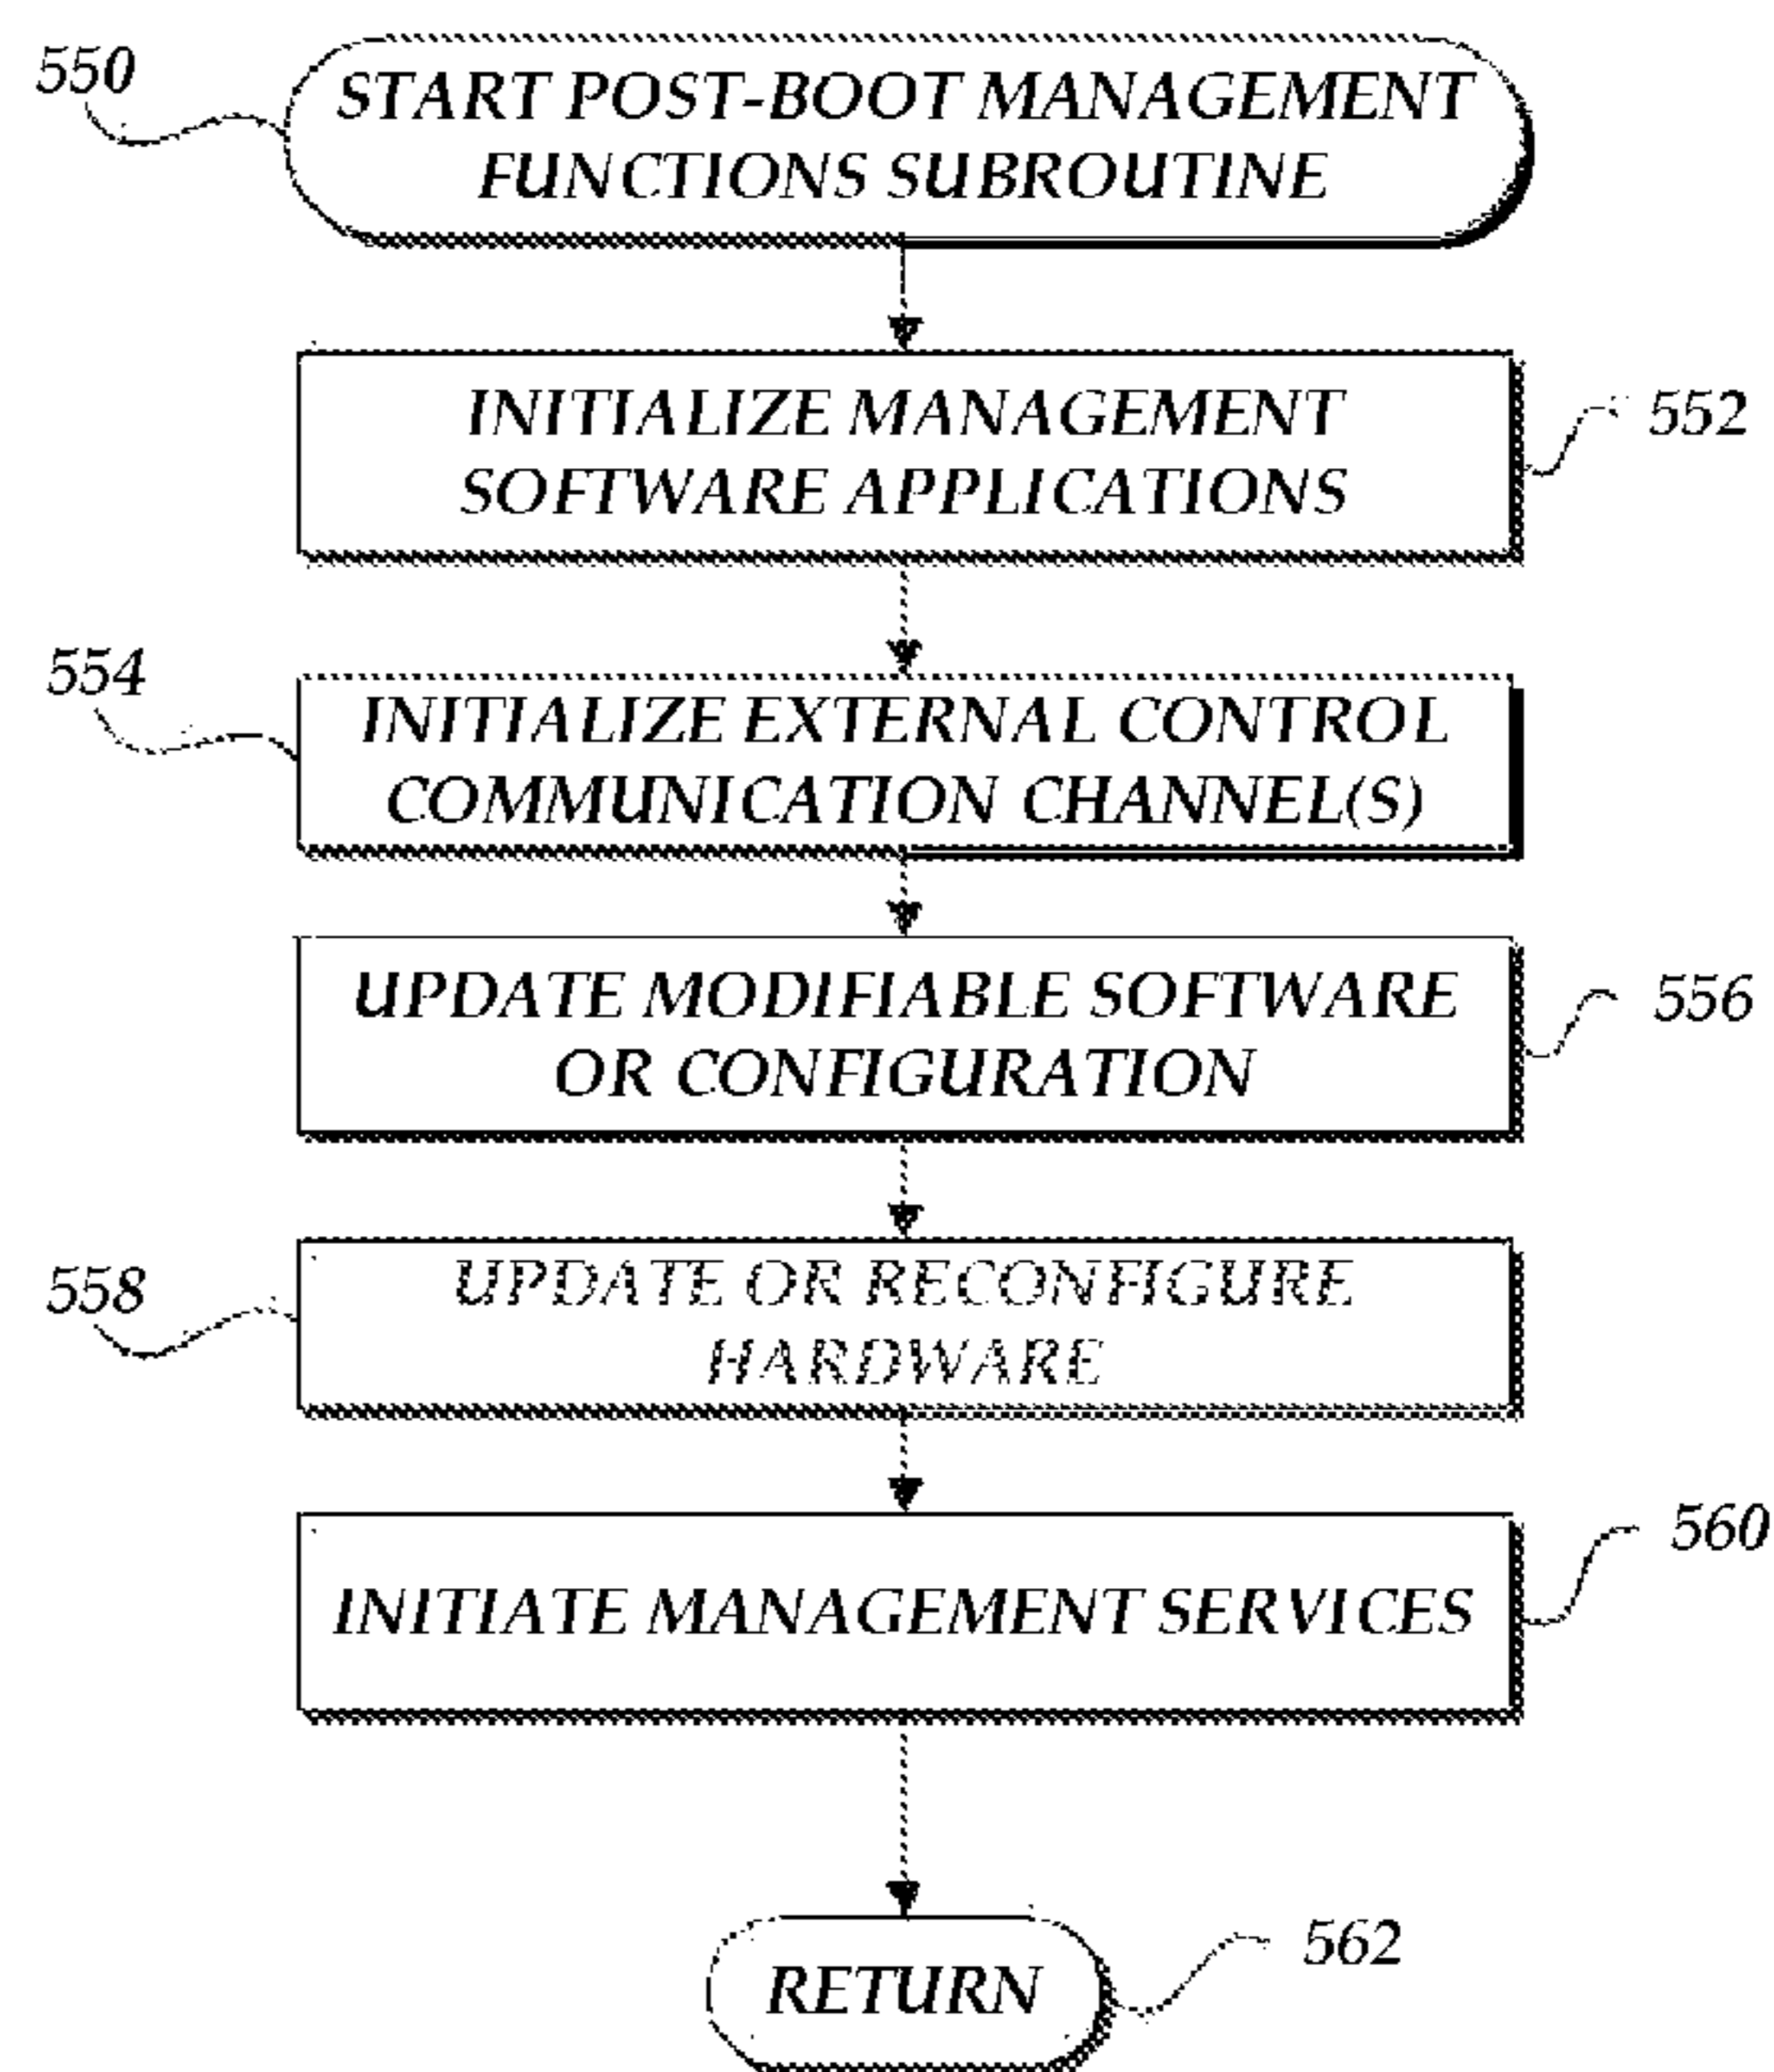 550
START POST-BOOT MANAGEMENT
FUNCTIONS SUBROUTINE
INITIALIZE MANAGEMENT
SOFTWARE APPLICATIONS
552
554
INITIALIZE EXTERNAL CONTROL
COMMUNICATION CHANNEL(S)
UPDATE MODIFIABLE SOFTWARE
OR CONFIGURATION
556
558
UPDATE OR RECONFIGURE
HARDWARE
INITIATE MANAGEMENT SERVICES
560
RETURN
562